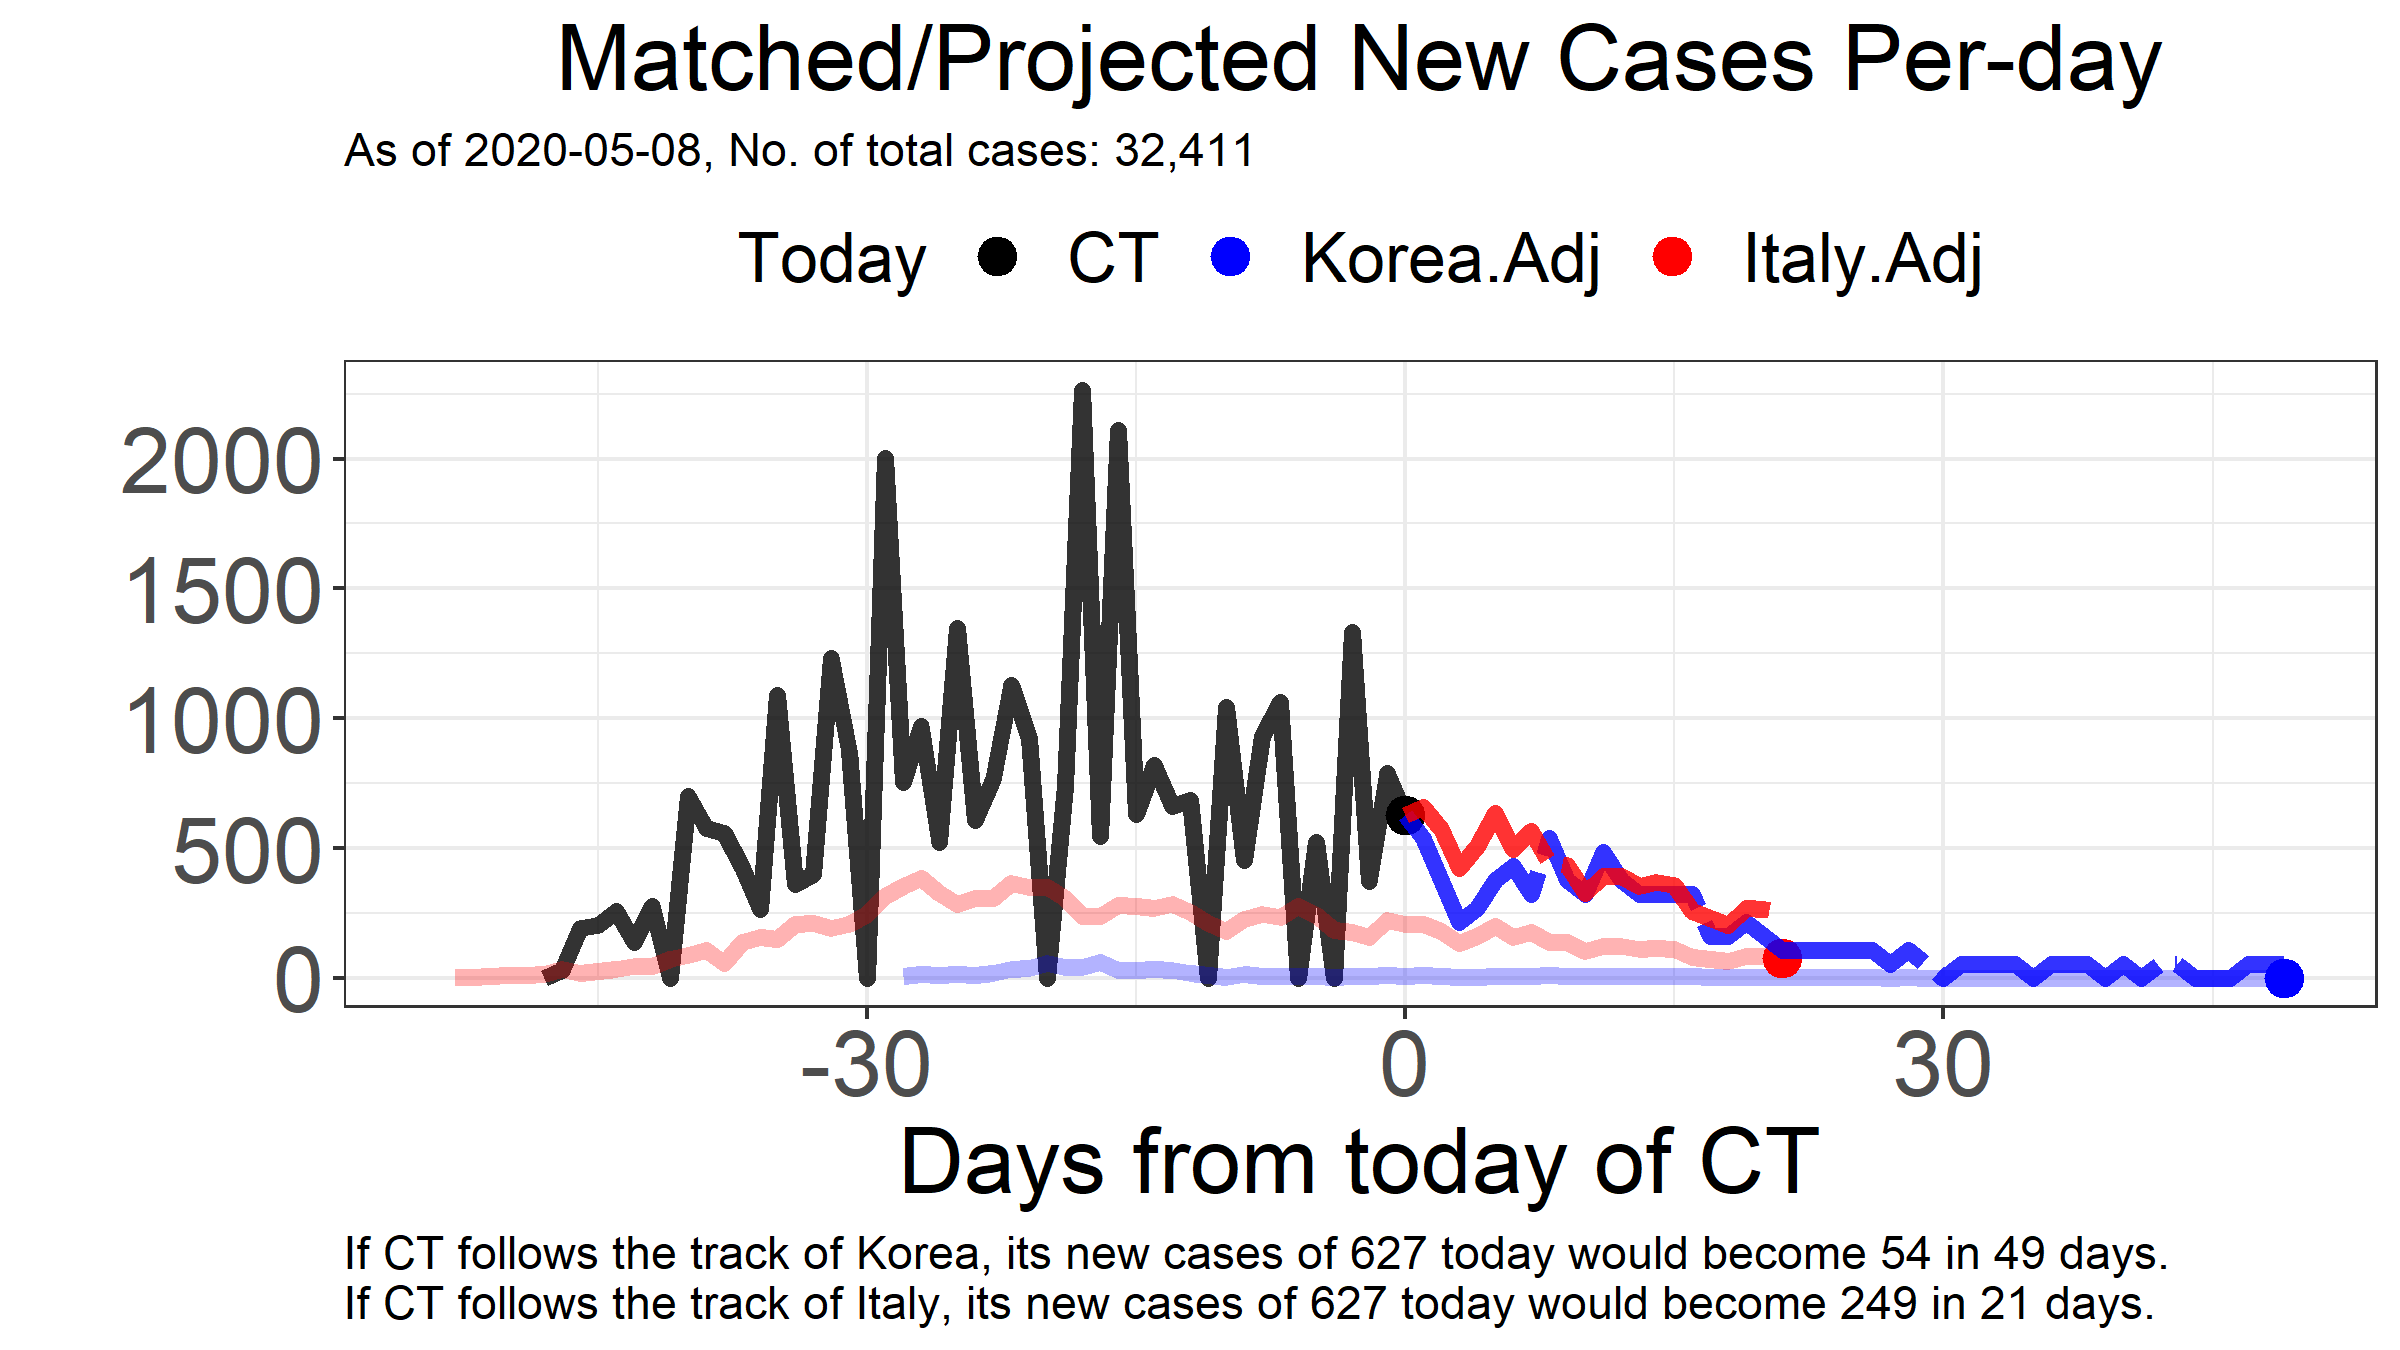 Matched/Projected New Cases Per-day
As of 2020-05-08, No. of total cases: 32,411
Today CT Korea.Adj Italy.Adj
2000
1500
1000
500
0
-30 0 30
Days from today of CT
If CT follows the track of Korea, its new cases of 627 today would become 54 in 49 days.
If CT follows the track of Italy, its new cases of 627 today would become 249 in 21 days.